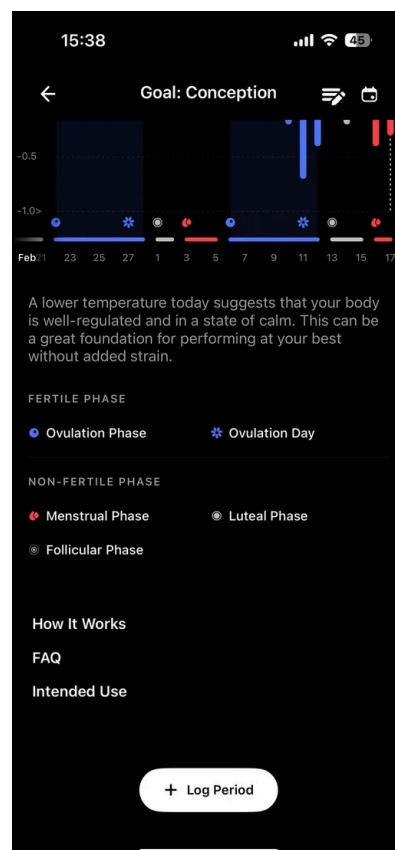 15:38
45
Goal: Conception
-0.5
-1.0>
Feb 21 23 25 27 1 3 5 7 9 11 13 15 17
A lower temperature today suggests that your body
is well-regulated and in a state of calm. This can be
a great foundation for performing at your best
without added strain.
FERTILE PHASE
Ovulation Phase
Ovulation Day
NON-FERTILE PHASE
Menstrual Phase
Luteal Phase
Follicular Phase
How It Works
FAQ
Intended Use
+ Log Period